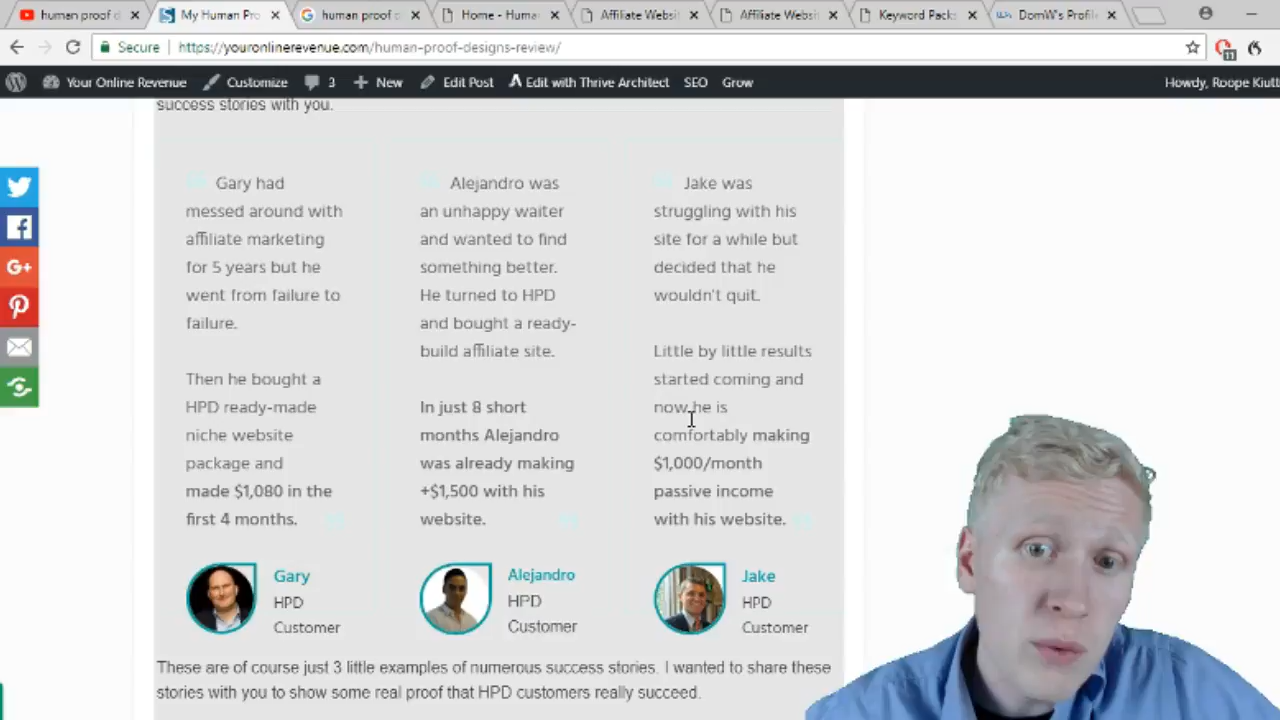 human proof d
My Human Pro
human proof d
Home - Huma
Affiliate Websi
Affiliate Websi
Keyword Pack
DomW's Profil
Secure
https://youronlinerevenue.com/human-proof-designs-review/
11
Your Online Revenue
Customize
3
New
Edit Post
Edit with Thrive Architect
SEO
Grow
Howdy, Roope Kiutt
success stories with you.
Gary had
messed around with
affiliate marketing
for 5 years but he
went from failure to
failure.
Then he bought a
HPD ready-made
niche website
package and
made $1,080 in the
first 4 months.
Gary
HPD
Customer
Alejandro was
an unhappy waiter
and wanted to find
something better.
He turned to HPD
and bought a ready-
build affiliate site.
In just 8 short
months Alejandro
was already making
+$1,500 with his
website.
Alejandro
HPD
Customer
Jake was
struggling with his
site for a while but
decided that he
wouldn't quit.
Little by little results
started coming and
now he is
comfortably making
$1,000/month
passive income
with his website.
Jake
HPD
Customer
These are of course just 3 little examples of numerous success stories. I wanted to share these
stories with you to show some real proof that HPD customers really succeed.